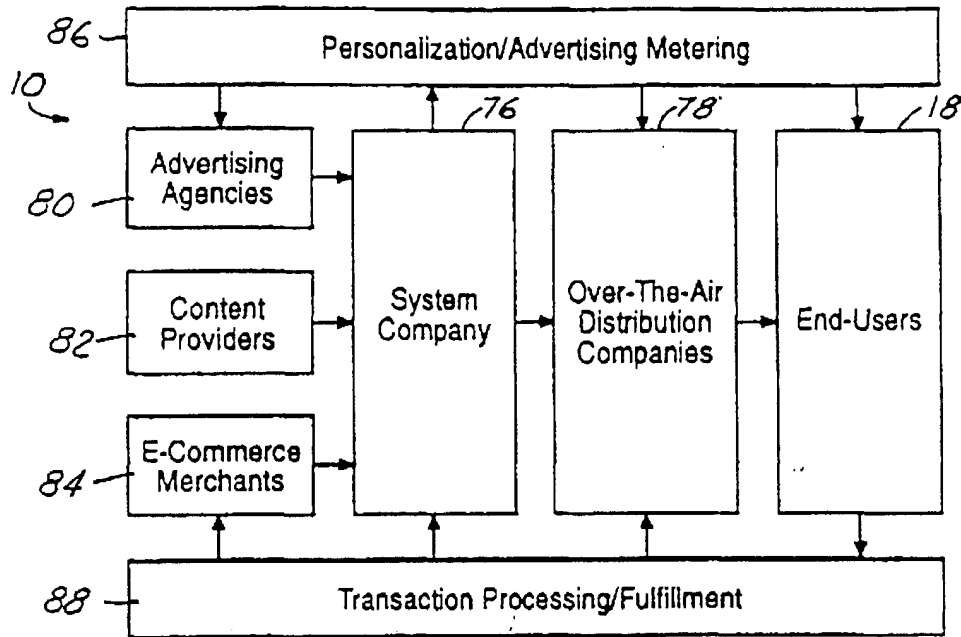 86
Personalization/Advertising Metering
10
76
78
18
Advertising
Agencies
80
Content
Providers
82
E-Commerce
Merchants
84
System
Company
Over-The-Air
Distribution
Companies
End-Users
88
Transaction Processing/Fulfillment